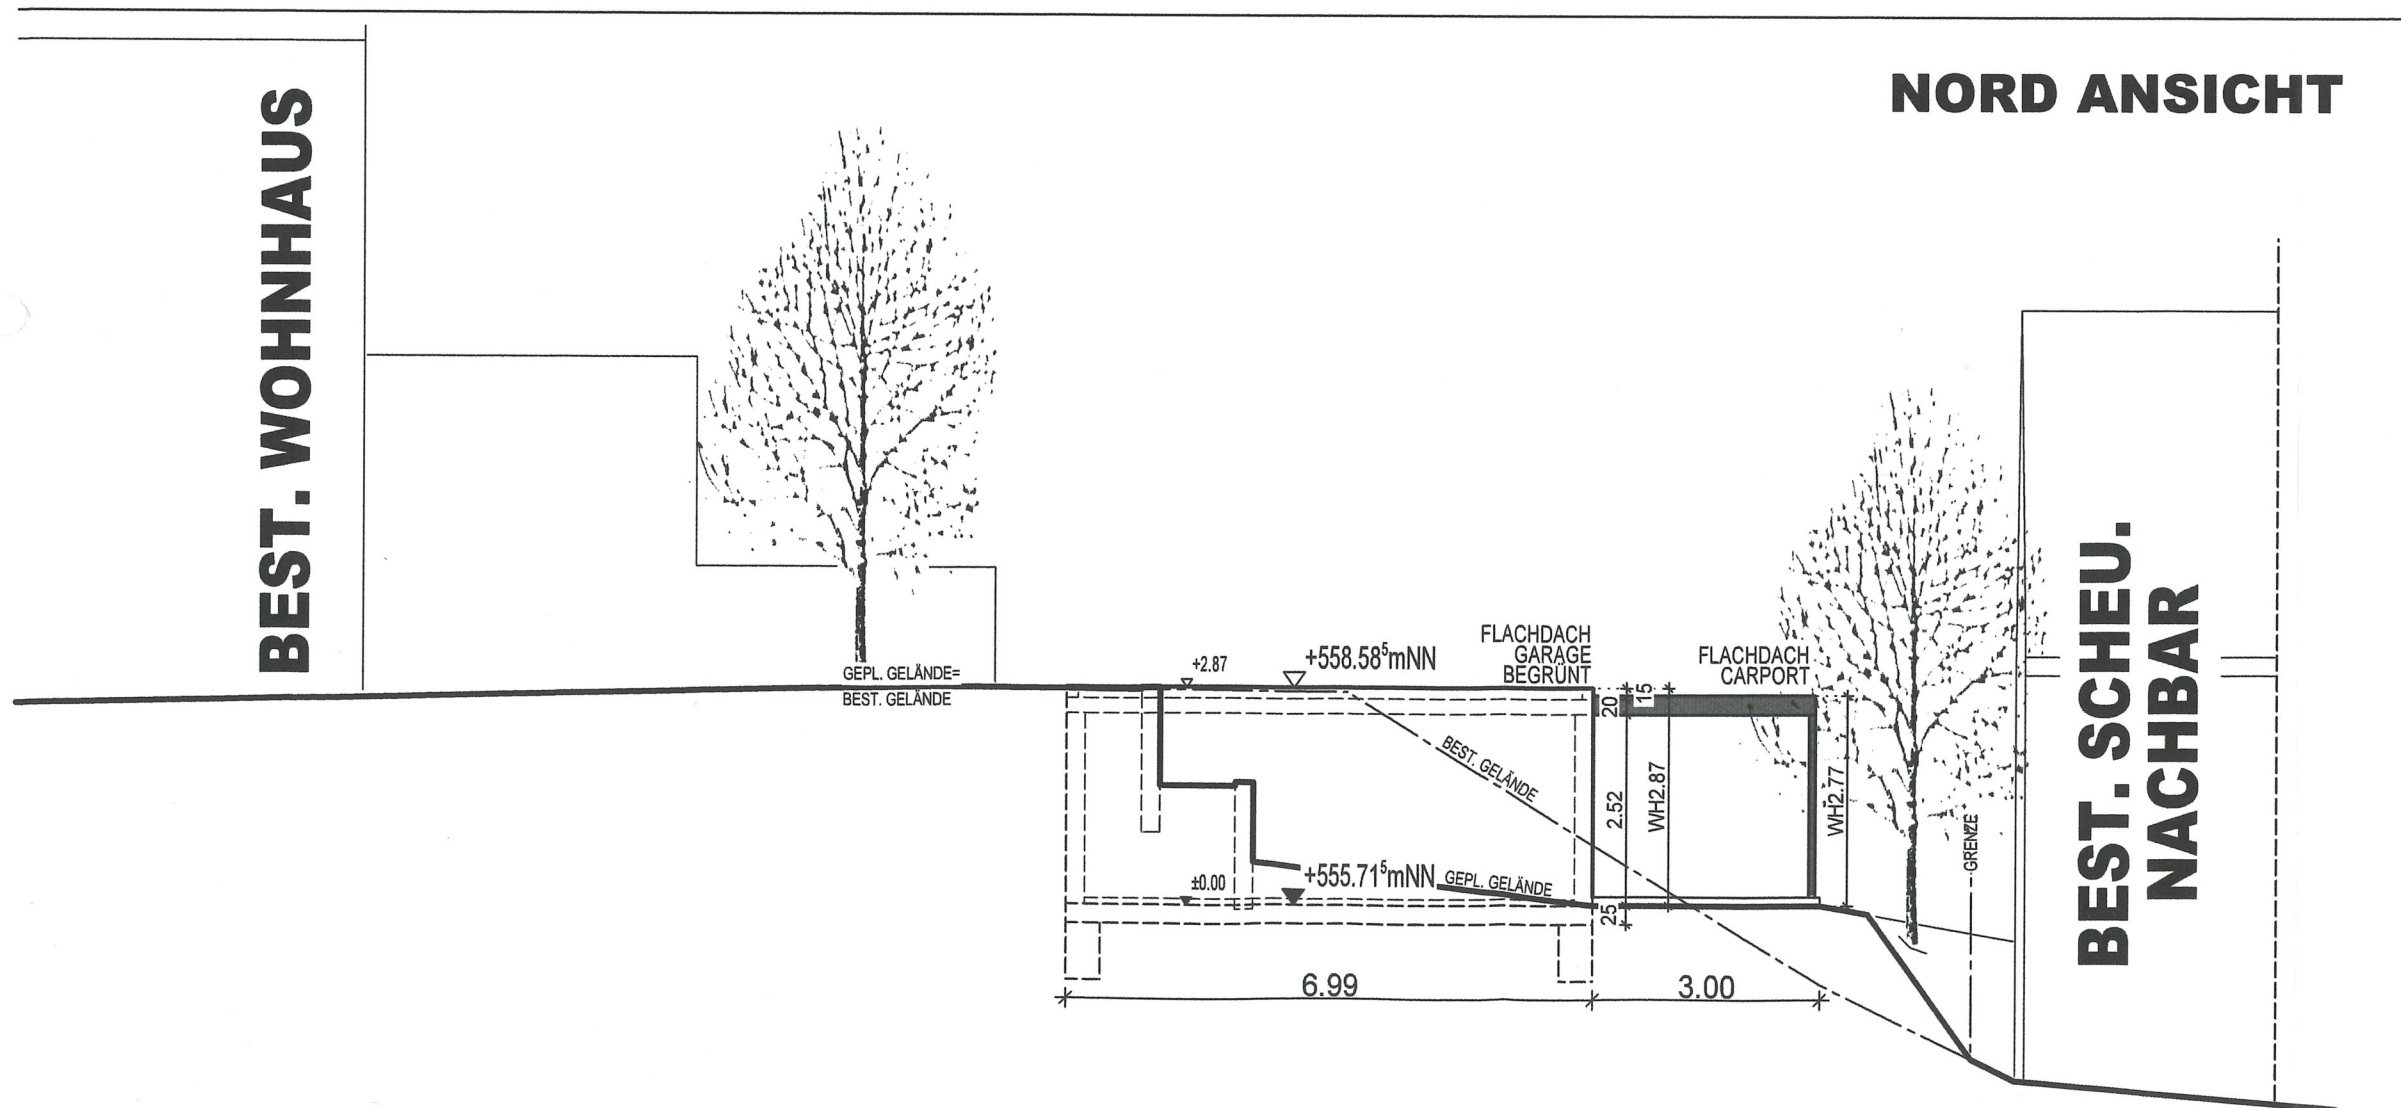 NORD ANSICHT
BEST. WOHNHAUS
GEPL. GELÄNDE=
BEST. GELÄNDE
+2.87
+558.58⁵mNN
FLACHDACH
GARAGE
BEGRÜNT
FLACHDACH
CARPORT
20
15
BEST. GELÄNDE
2.52
WH2.87
WH2.77
GRENZE
±0.00
+555.71⁵mNN
GEPL. GELÄNDE
25
6.99
3.00
BEST. SCHEU.
NACHBAR